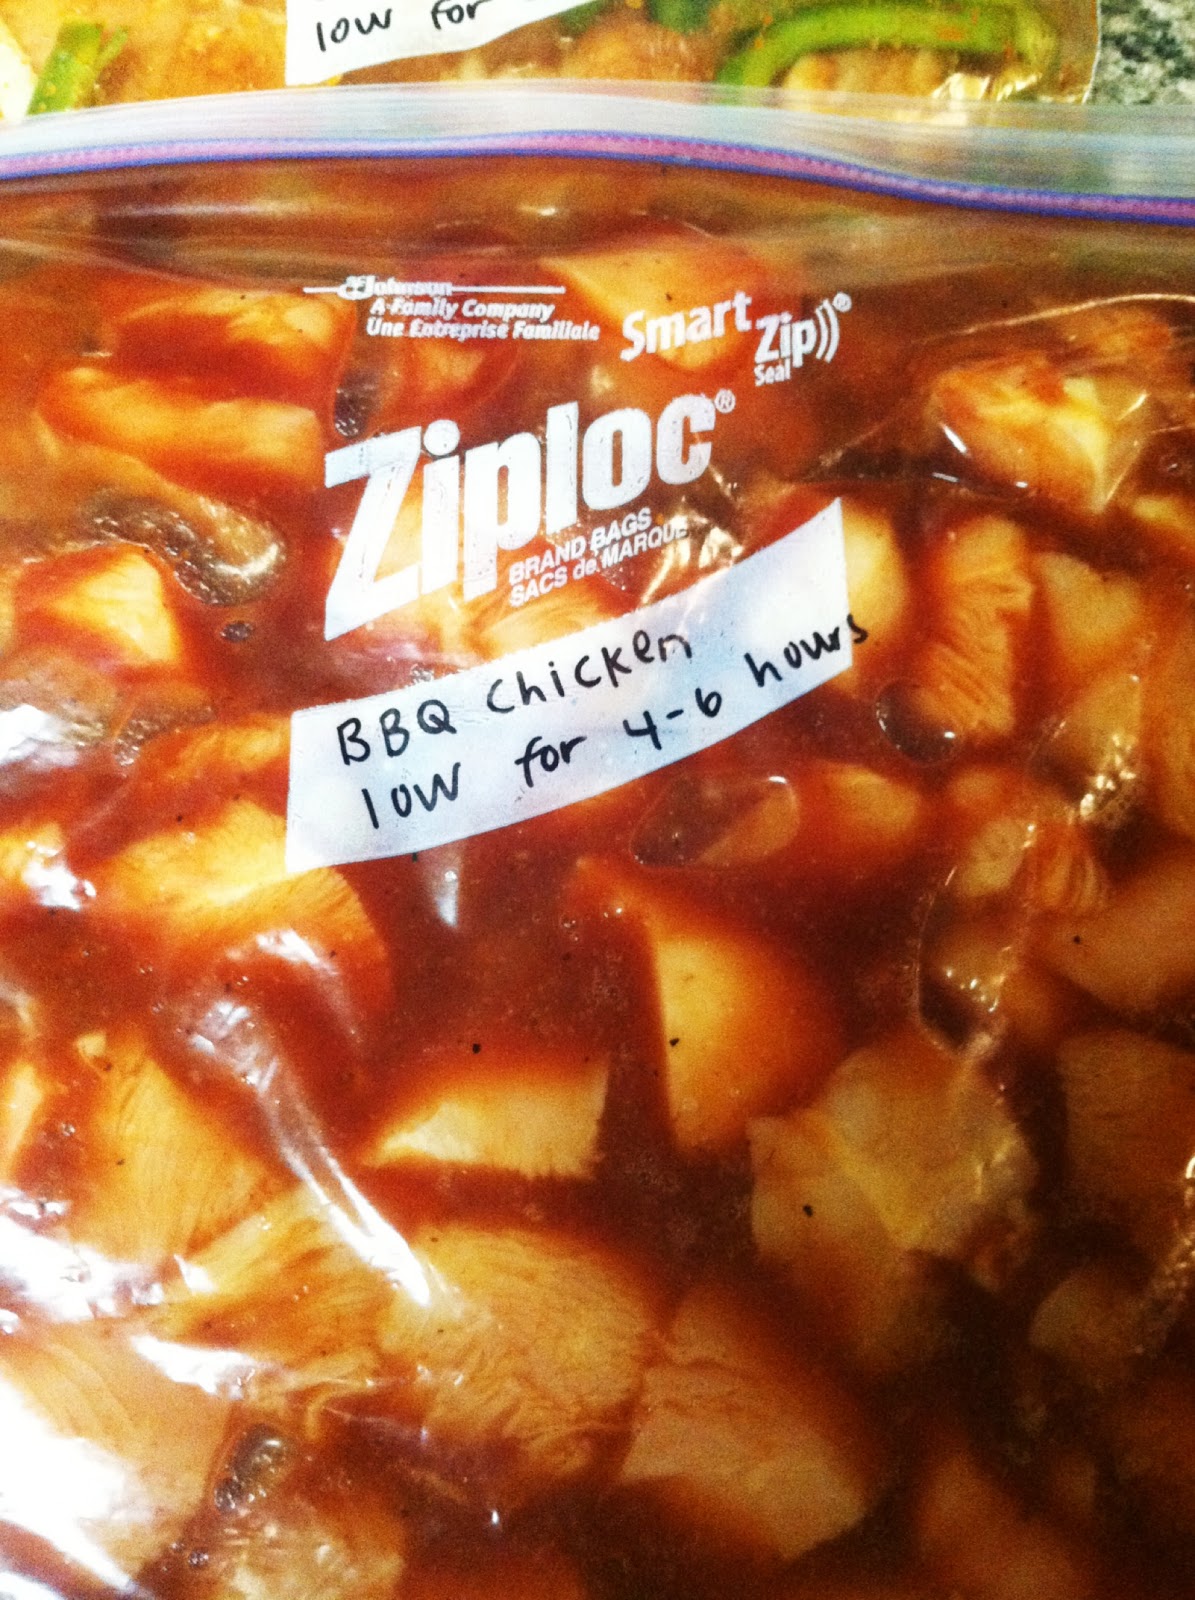 low for
Johnson
A Family Company
Une Entreprise Familiale
Smart
Zip)))®
Seal
Ziploc®
BRAND BAGS
SACS de MARQUE
BBQ Chicken
low for 4-6 hours